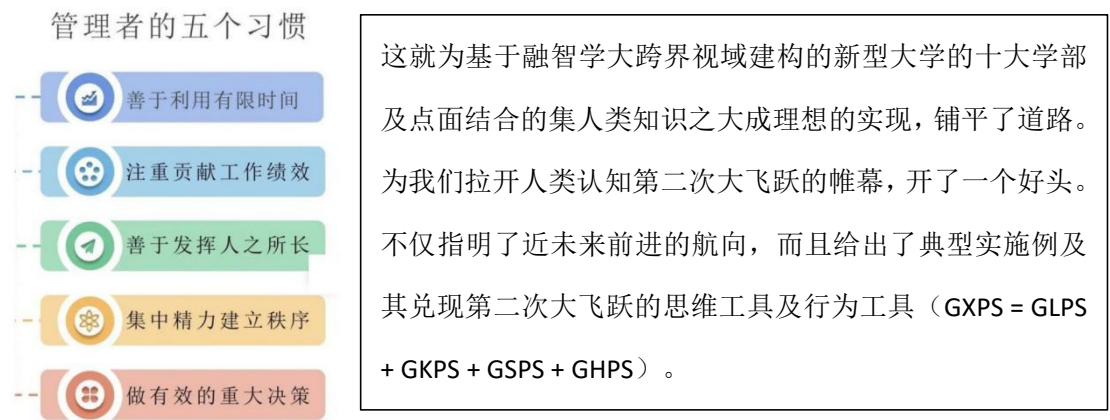 管理者的五个习惯
善于利用有限时间
注重贡献工作绩效
善于发挥人之所长
集中精力建立秩序
做有效的重大决策
这就为基于融智学大跨界视域建构的新型大学的十大学部
及点面结合的集人类知识之大成理想的实现，铺平了道路。
为我们拉开人类认知第二次大飞跃的帷幕，开了一个好头。
不仅指明了近未来前进的航向，而且给出了典型实施例及
其兑现第二次大飞跃的思维工具及行为工具（GXPS = GLPS
+ GKPS + GSPS + GHPS）。